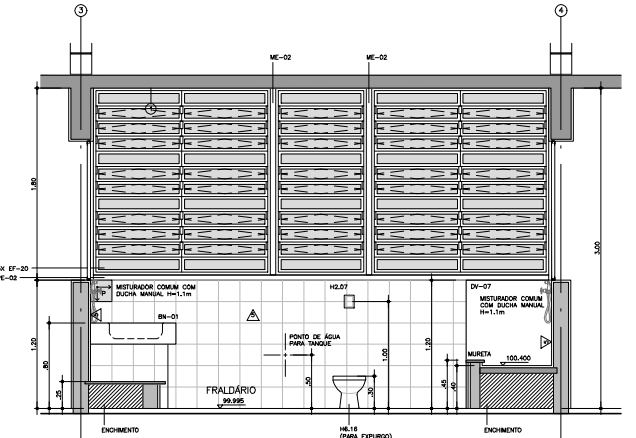 3
4
ME-02
ME-02
1
1.80
3.00
EF-20
PE-02
MISTURADOR COMUM COM
DUCHA MANUAL H=1.1m
P
BN-01
H2.07
DV-07
MISTURADOR COMUM
COM DUCHA MANUAL
H=1.1m
PONTO DE ÁGUA
PARA TANQUE
MURETA
100.400
1.20
.80
.25
.50
1.00
.30
1.20
.45
.40
FRALDÁRIO
99.995
ENCHIMENTO
H6.16
(PARA EXPURGO)
ENCHIMENTO